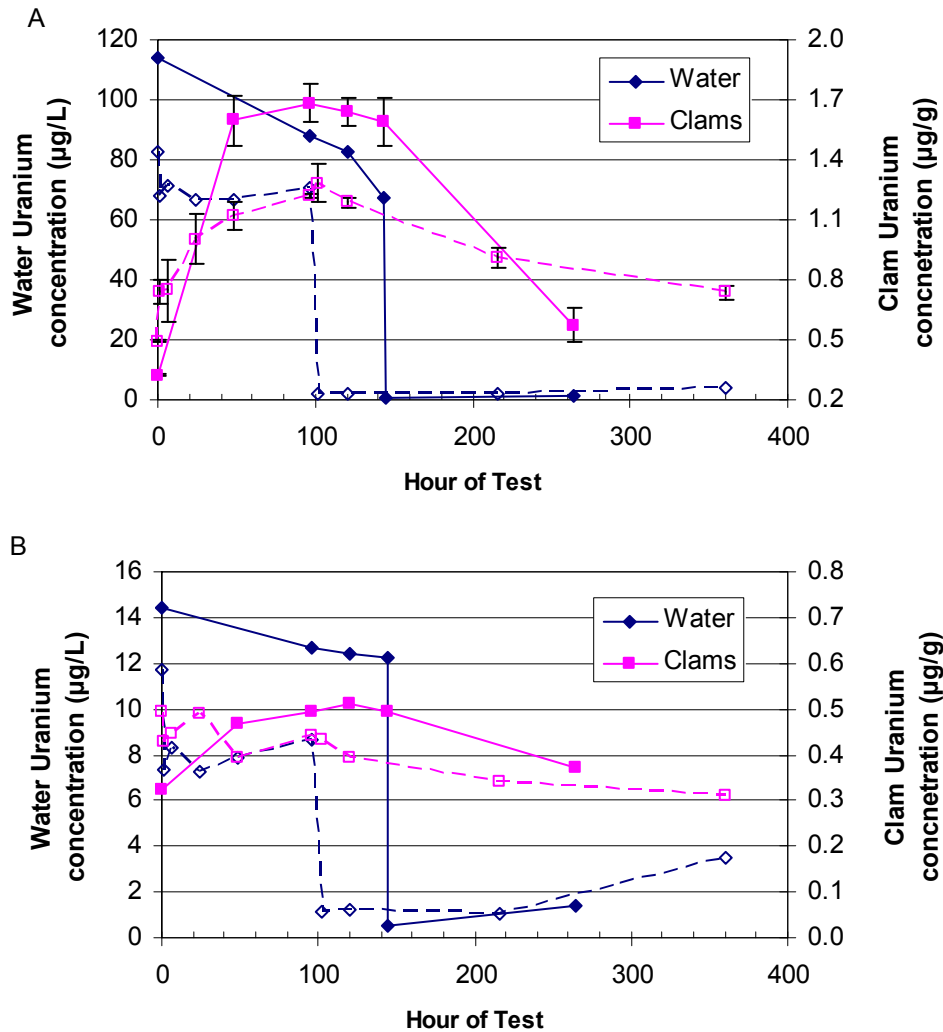 A
120
100
80
60
40
20
0
Water Uranium
concentration (µg/L)
2.0
1.7
1.4
1.1
0.8
0.5
0.2
Clam Uranium
concnetration (µg/g)
Water
Clams
0 100 200 300 400
Hour of Test
B
16
14
12
10
8
6
4
2
0
Water Uranium
concentration (µg/L)
0.8
0.7
0.6
0.5
0.4
0.3
0.2
0.1
0.0
Clam Uranium
concnetration (µg/g)
Water
Clams
0 100 200 300 400
Hour of Test